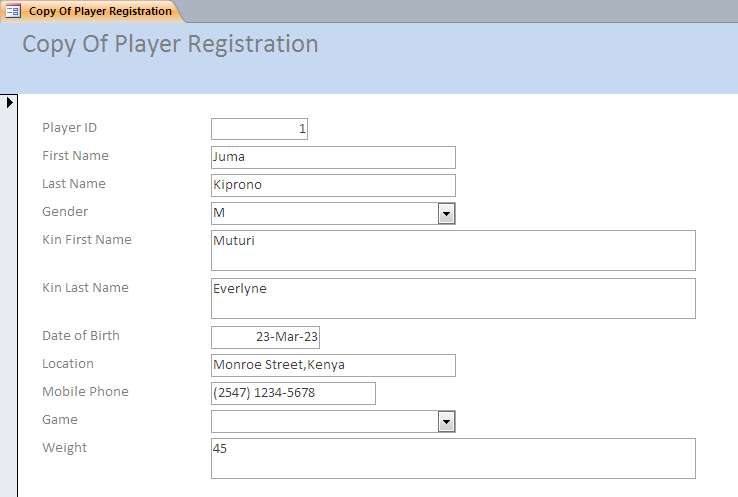 Copy Of Player Registration
Copy Of Player Registration
Player ID 1
First Name Juma
Last Name Kiprono
Gender M
Kin First Name Muturi
Kin Last Name Everlyne
Date of Birth 23-Mar-23
Location Monroe Street,Kenya
Mobile Phone (2547) 1234-5678
Game
Weight 45